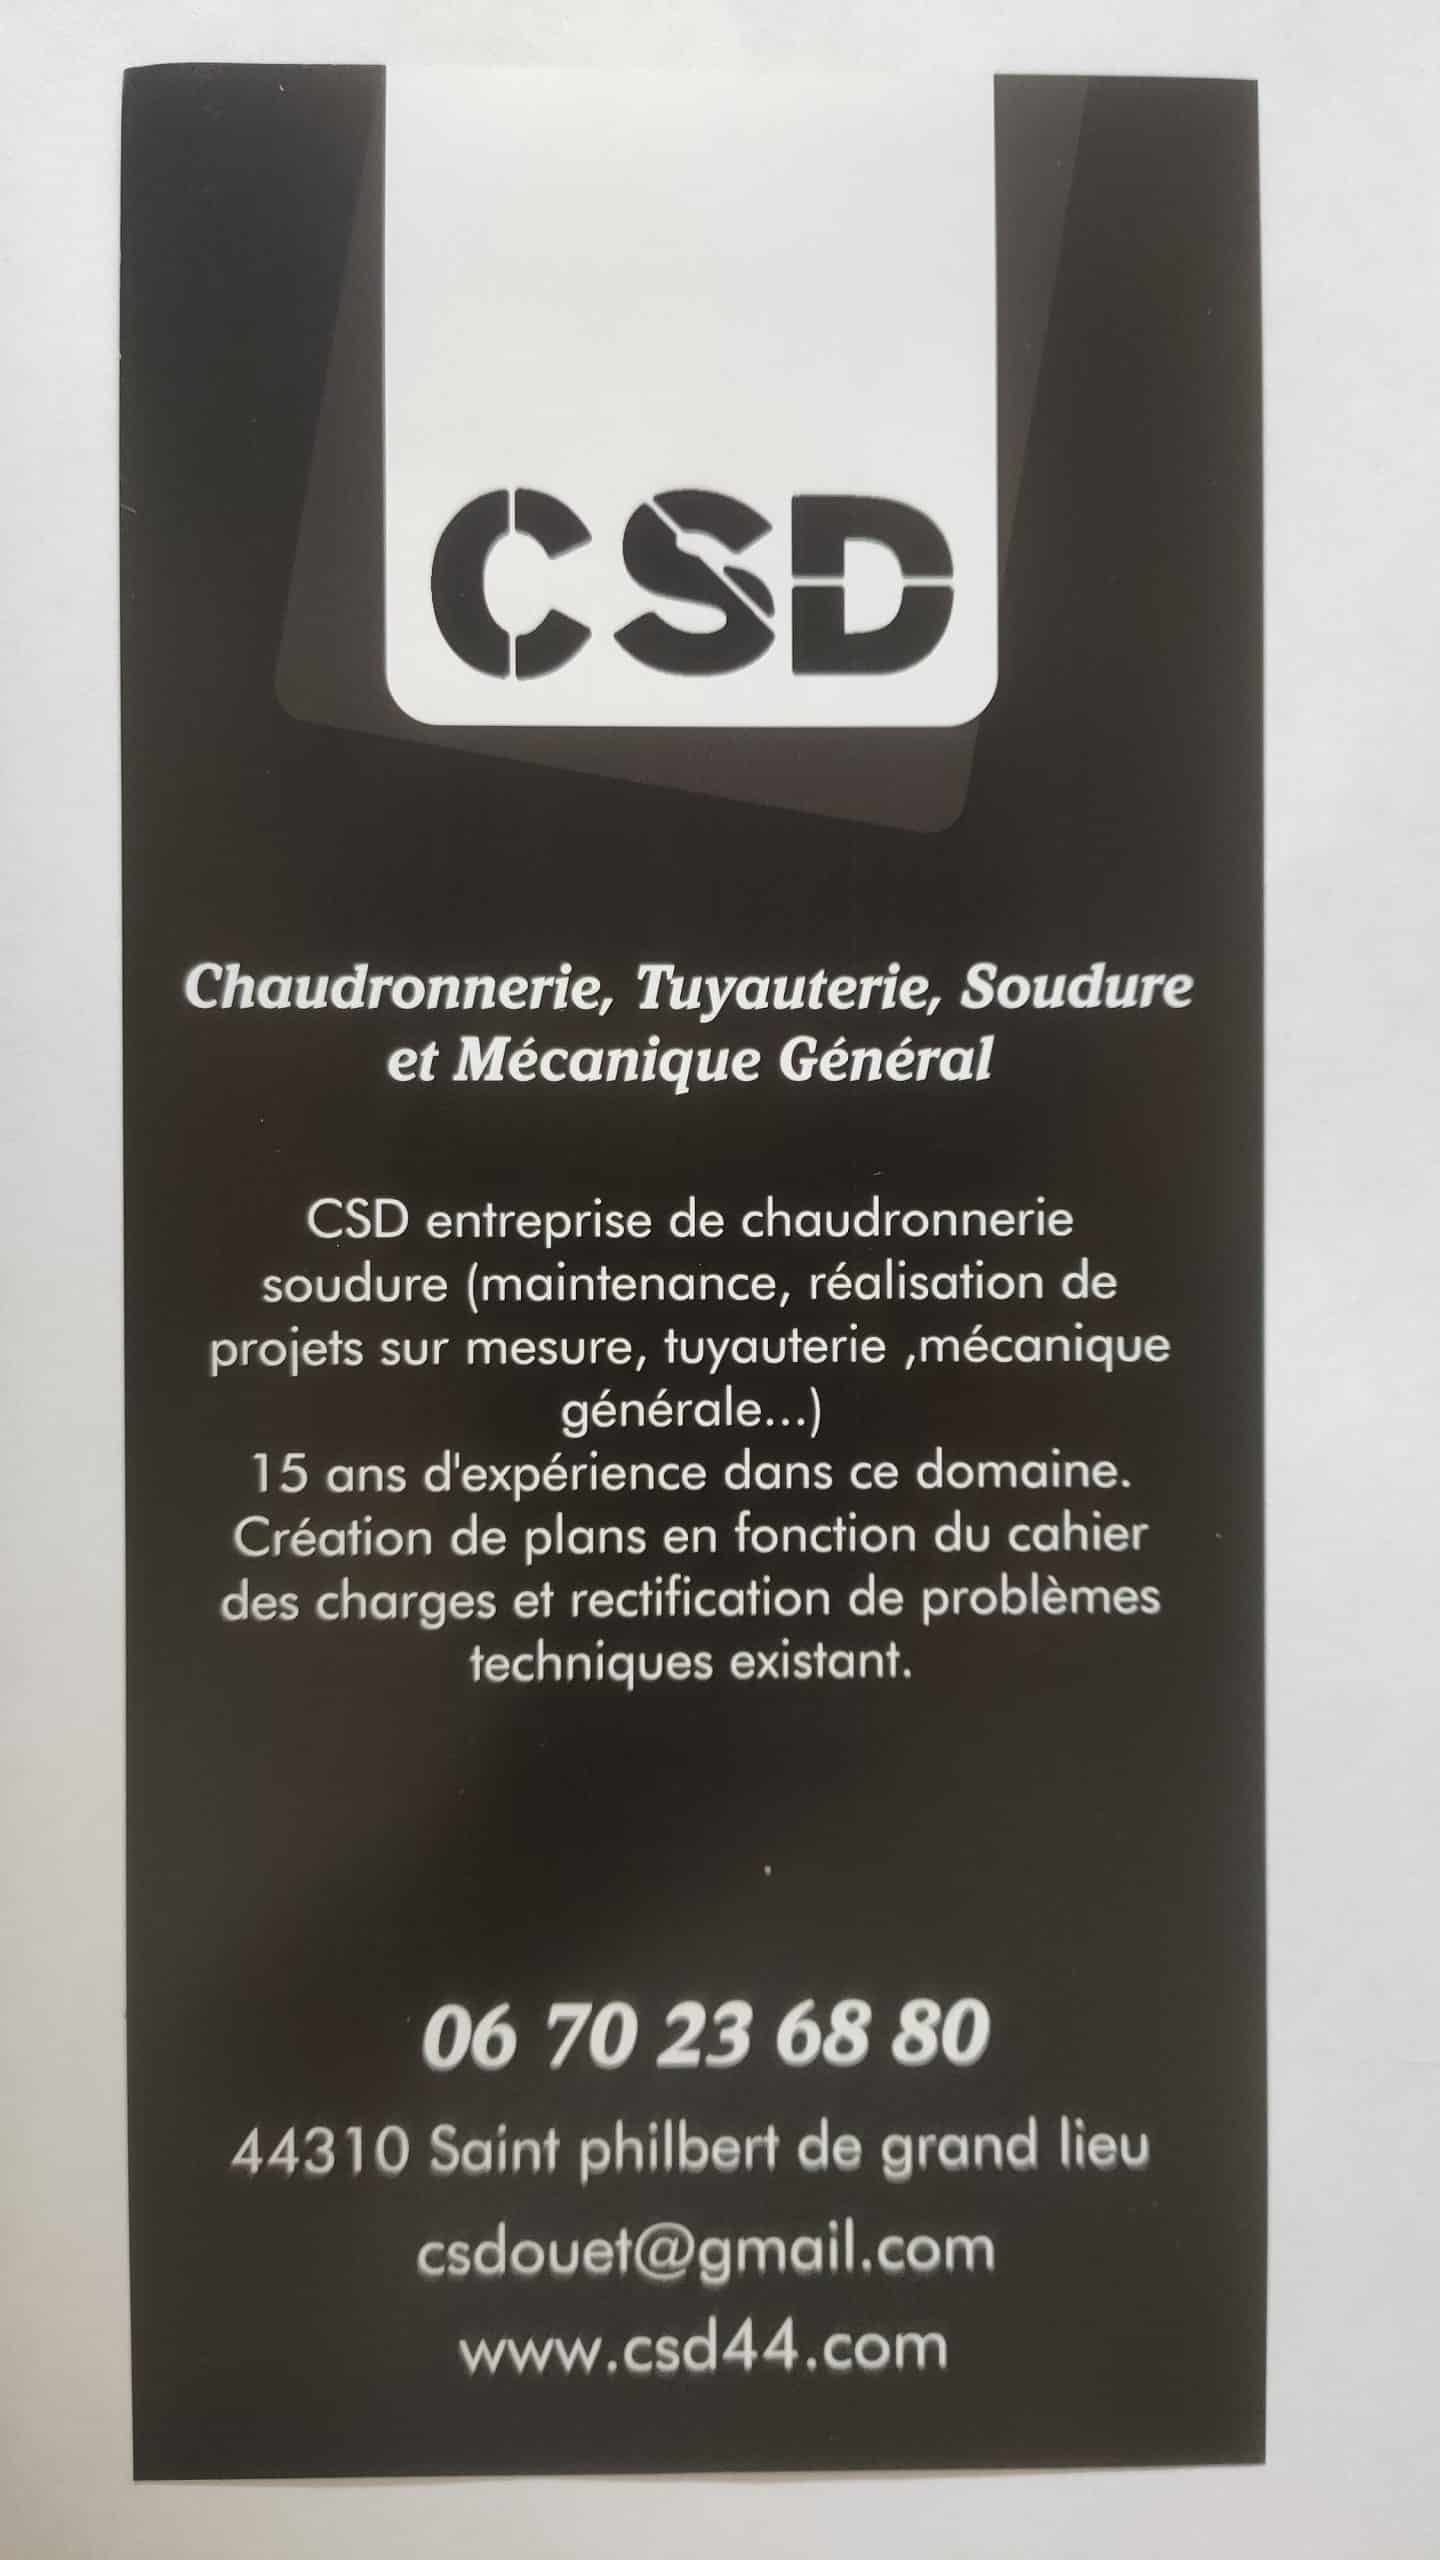 CSD
Chaudronnerie, Tuyauterie, Soudure
et Mécanique Général
CSD entreprise de chaudronnerie
soudure (maintenance, réalisation de
projets sur mesure, tuyauterie ,mécanique
générale...)
15 ans d'expérience dans ce domaine.
Création de plans en fonction du cahier
des charges et rectification de problèmes
techniques existant.
06 70 23 68 80
44310 Saint philbert de grand lieu
csdouet@gmail.com
www.csd44.com